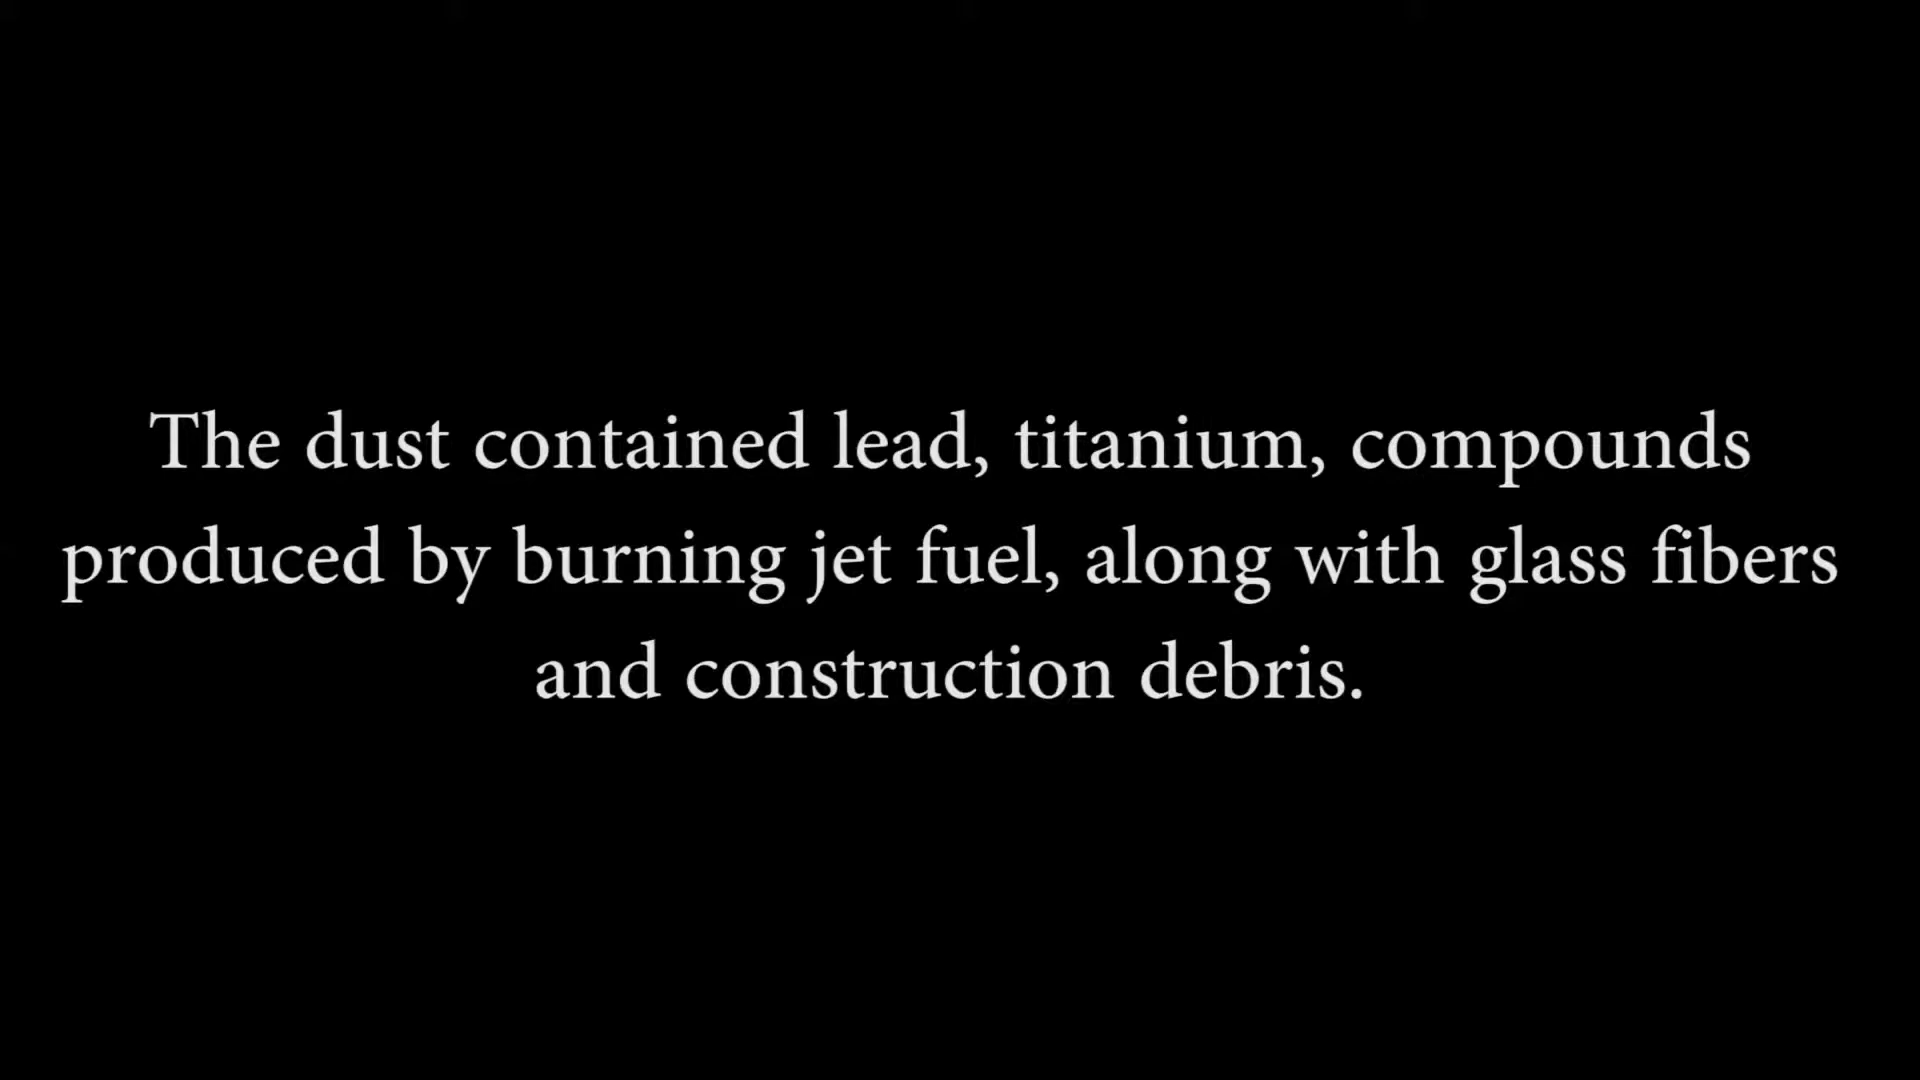 The dust contained lead, titanium, compounds
produced by burning jet fuel, along with glass fibers
and construction debris.